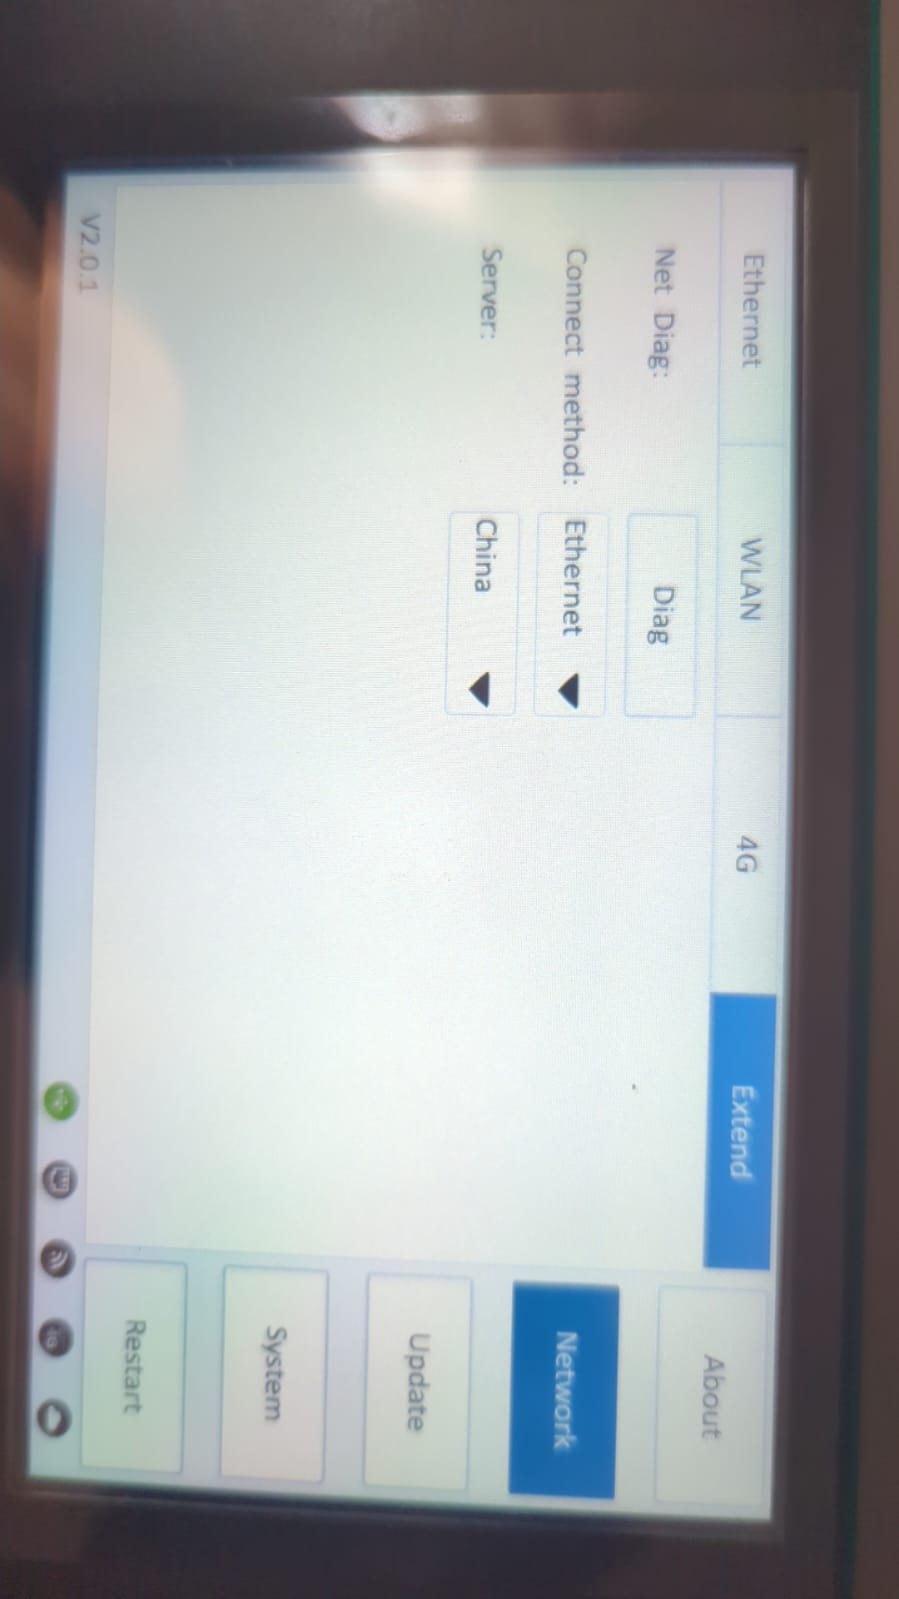 Ethernet WLAN 4G Extend About
Net Diag: Diag
Connect method: Ethernet Network
Server: China
Update
System
Restart
V2.0.1